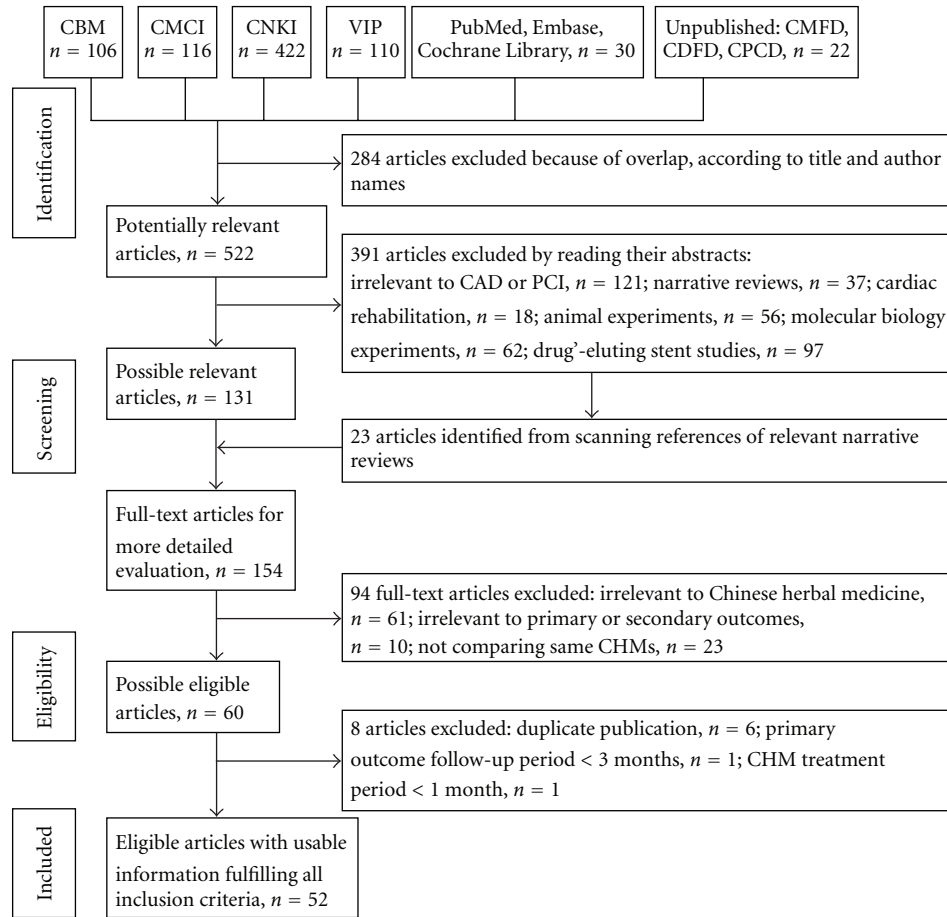 CBM
n = 106
CMCI
n = 116
CNKI
n = 422
VIP
n = 110
PubMed, Embase,
Cochrane Library, n = 30
Unpublished: CMFD,
CDFD, CPCD, n = 22
Identification
284 articles excluded because of overlap, according to title and author
names
Potentially relevant
articles, n = 522
391 articles excluded by reading their abstracts:
irrelevant to CAD or PCI, n = 121; narrative reviews, n = 37; cardiac
rehabilitation, n = 18; animal experiments, n = 56; molecular biology
experiments, n = 62; drug’-eluting stent studies, n = 97
Screening
Possible relevant
articles, n = 131
23 articles identified from scanning references of relevant narrative
reviews
Full-text articles for
more detailed
evaluation, n = 154
Eligibility
94 full-text articles excluded: irrelevant to Chinese herbal medicine,
n = 61; irrelevant to primary or secondary outcomes,
n = 10; not comparing same CHMs, n = 23
Possible eligible
articles, n = 60
8 articles excluded: duplicate publication, n = 6; primary
outcome follow-up period < 3 months, n = 1; CHM treatment
period < 1 month, n = 1
Included
Eligible articles with usable
information fulfilling all
inclusion criteria, n = 52